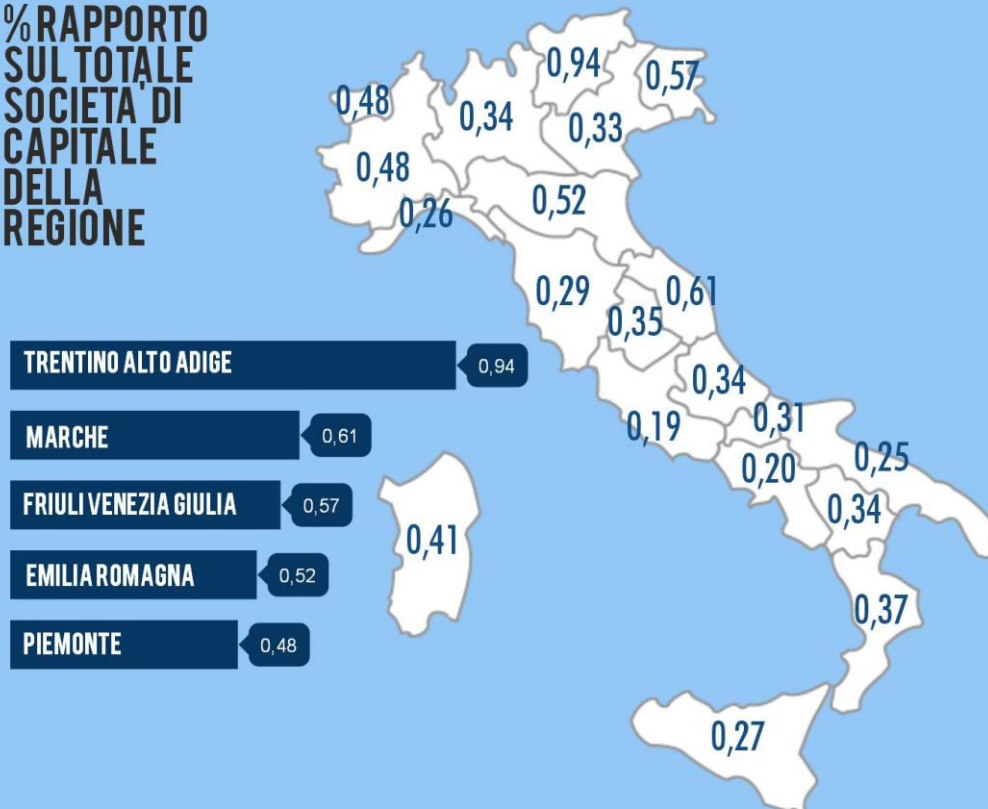 % RAPPORTO
SUL TOTALE
SOCIETA' DI
CAPITALE
DELLA
REGIONE
0,94
0,57
0,48
0,34
0,33
0,48
0,52
0,26
0,29
0,61
0,35
0,34
0,19
0,31
0,20
0,25
0,34
0,41
0,37
0,27
TRENTINO ALTO ADIGE 0,94
MARCHE 0,61
FRIULI VENEZIA GIULIA 0,57
EMILIA ROMAGNA 0,52
PIEMONTE 0,48